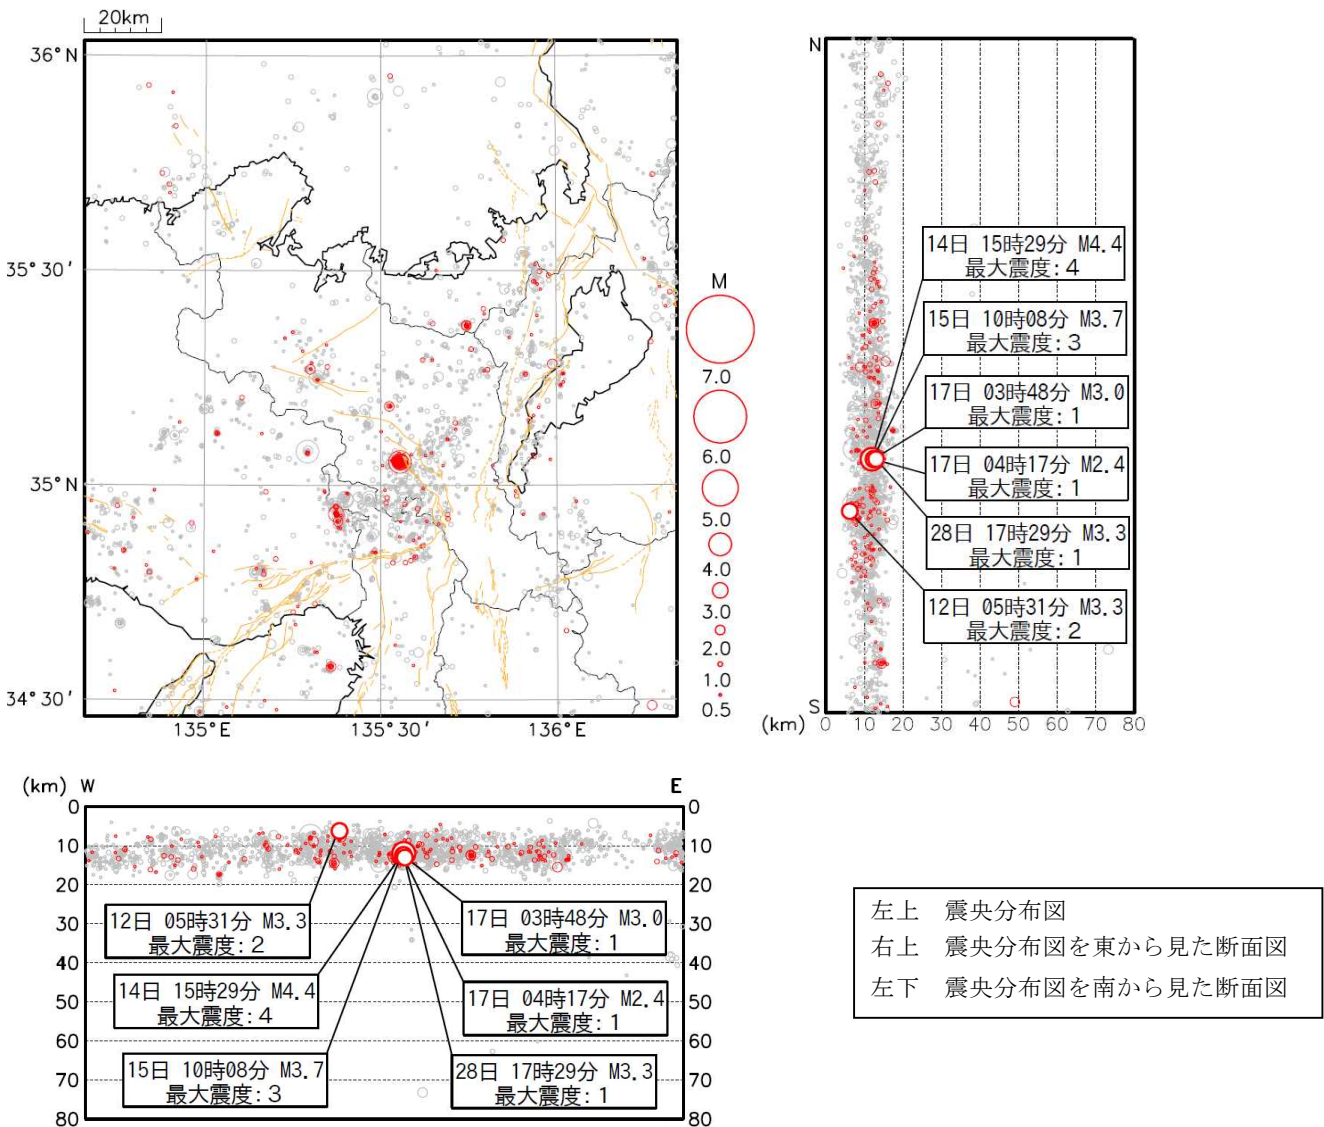 20km
36°N
35°30′
35°N
34°30′
135°E
135°30′
136°E
M
7.0
6.0
5.0
4.0
3.0
2.0
1.0
0.5
N
S
14日 15時29分 M4.4
最大震度:4
15日 10時08分 M3.7
最大震度:3
17日 03時48分 M3.0
最大震度:1
17日 04時17分 M2.4
最大震度:1
28日 17時29分 M3.3
最大震度:1
12日 05時31分 M3.3
最大震度:2
(km) 0 10 20 30 40 50 60 70 80
(km) W E
0 0
10 10
20 20
30 30
40 40
50 50
60 60
70 70
80 80
12日 05時31分 M3.3
最大震度:2
14日 15時29分 M4.4
最大震度:4
15日 10時08分 M3.7
最大震度:3
17日 03時48分 M3.0
最大震度:1
17日 04時17分 M2.4
最大震度:1
28日 17時29分 M3.3
最大震度:1
左上 震央分布図
右上 震央分布図を東から見た断面図
左下 震央分布図を南から見た断面図